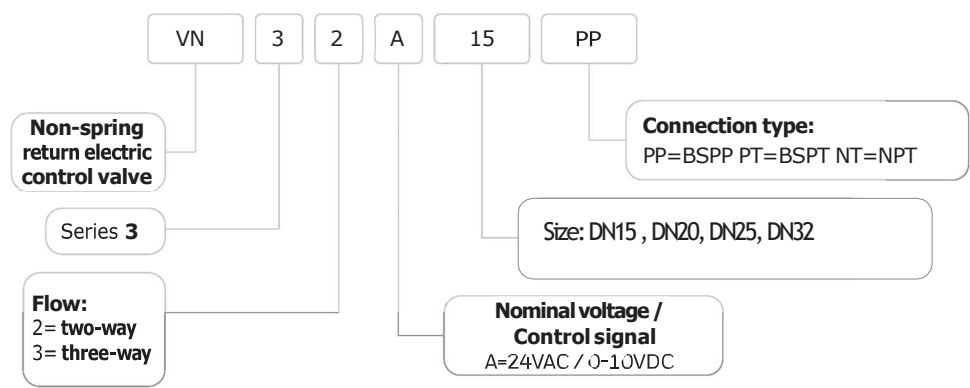 VN 3 2 A 15 PP
Non-spring
return electric
control valve
Connection type:
PP=BSPP PT=BSPT NT=NPT
Series 3
Size: DN15 , DN20, DN25, DN32
Flow:
2= two-way
3= three-way
Nominal voltage /
Control signal
A=24VAC / 0-10VDC